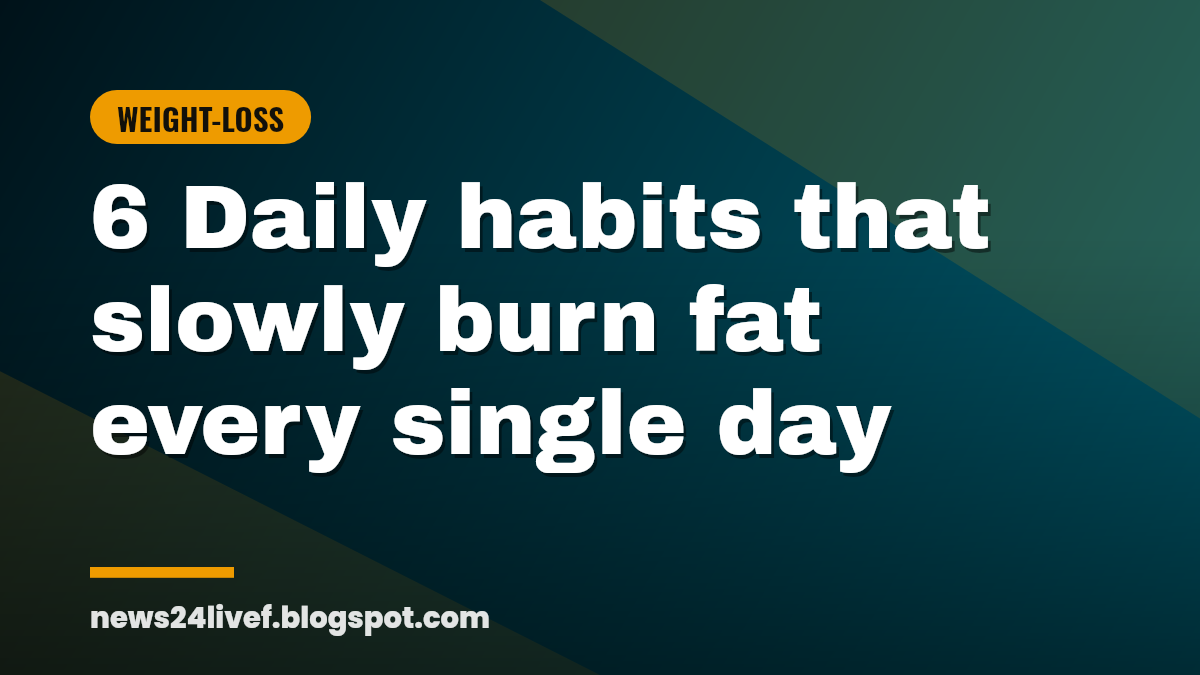 WEIGHT-LOSS
6 Daily habits that
slowly burn fat
every single day
news24livef.blogspot.com